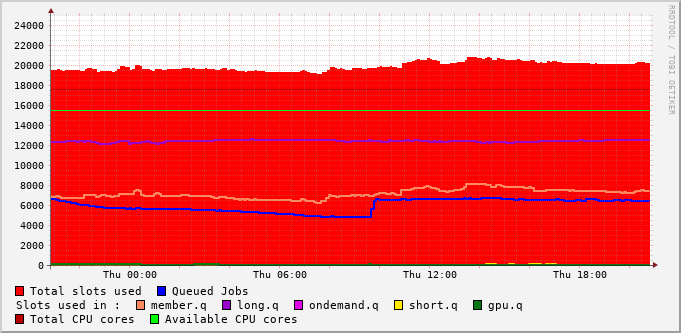 24000
22000
20000
18000
16000
14000
12000
10000
8000
6000
4000
2000
0
Thu 00:00 Thu 06:00 Thu 12:00 Thu 18:00
RRDTOOL / TOBI OETIKER
Total slots used Queued Jobs
Slots used in : member.q long.q ondemand.q short.q gpu.q
Total CPU cores Available CPU cores